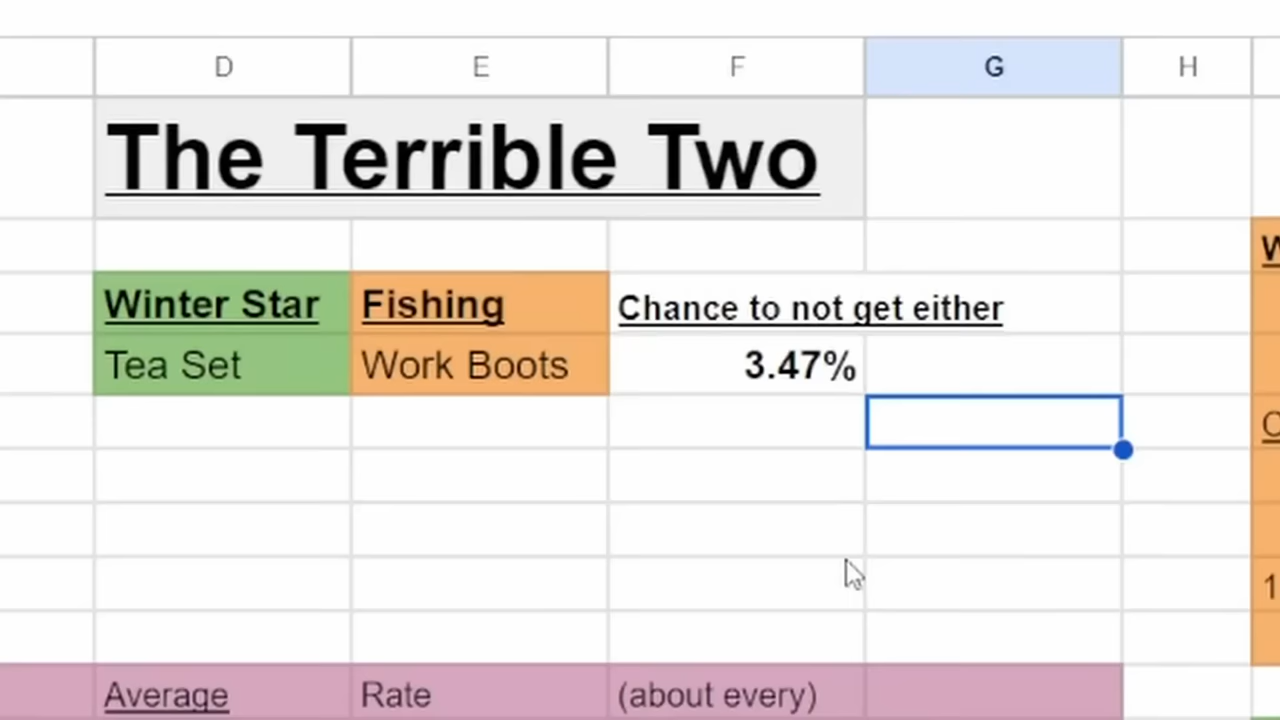 D E F G H
The Terrible Two
Winter Star Fishing Chance to not get either
Tea Set Work Boots 3.47%
1
Average Rate (about every)